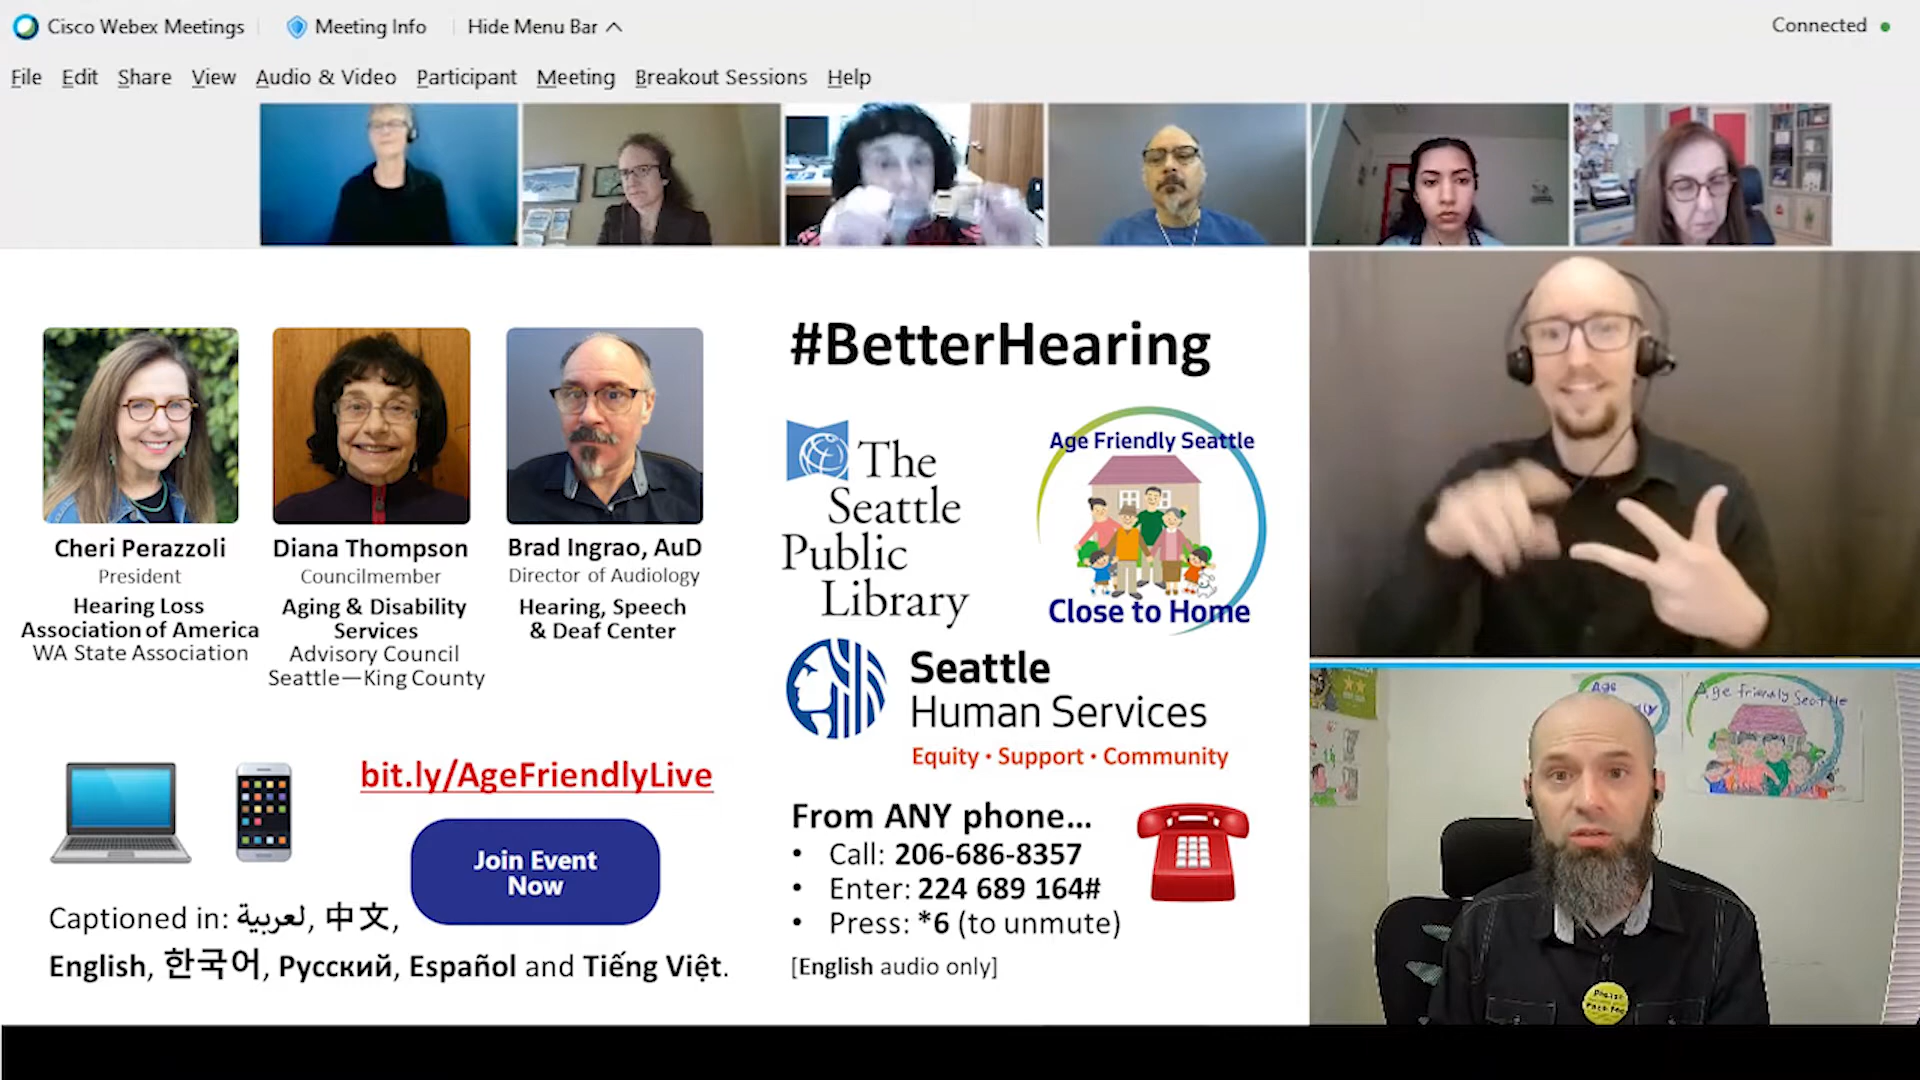 Cisco Webex Meetings
Meeting Info
Hide Menu Bar
Connected
File Edit Share View Audio & Video Participant Meeting Breakout Sessions Help
Cheri Perazzoli
President
Hearing Loss
Association of America
WA State Association
Diana Thompson
Councilmember
Aging & Disability
Services
Advisory Council
Seattle—King County
Brad Ingrao, AuD
Director of Audiology
Hearing, Speech
& Deaf Center
#BetterHearing
The
Seattle
Public
Library
Age Friendly Seattle
Close to Home
Seattle
Human Services
Equity · Support · Community
bit.ly/AgeFriendlyLive
Join Event
Now
Captioned in: لعربية, 中文,
English, 한국어, Русский, Español and Tiếng Việt.
From ANY phone...
• Call: 206-686-8357
• Enter: 224 689 164#
• Press: *6 (to unmute)
[English audio only]
Age
Age friendly Seattle